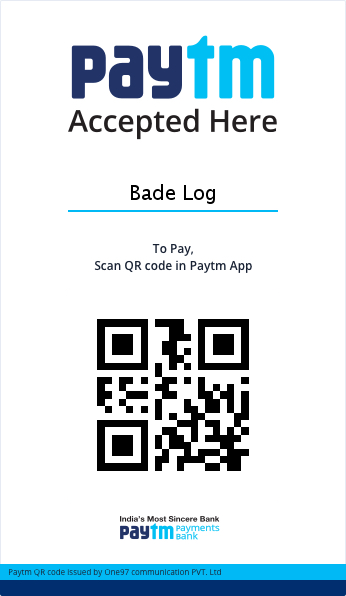 paytm
Accepted Here
Bade Log
To Pay,
Scan QR code in Paytm App
India's Most Sincere Bank
paytm payments bank
Paytm QR code issued by One97 communication PVT. Ltd